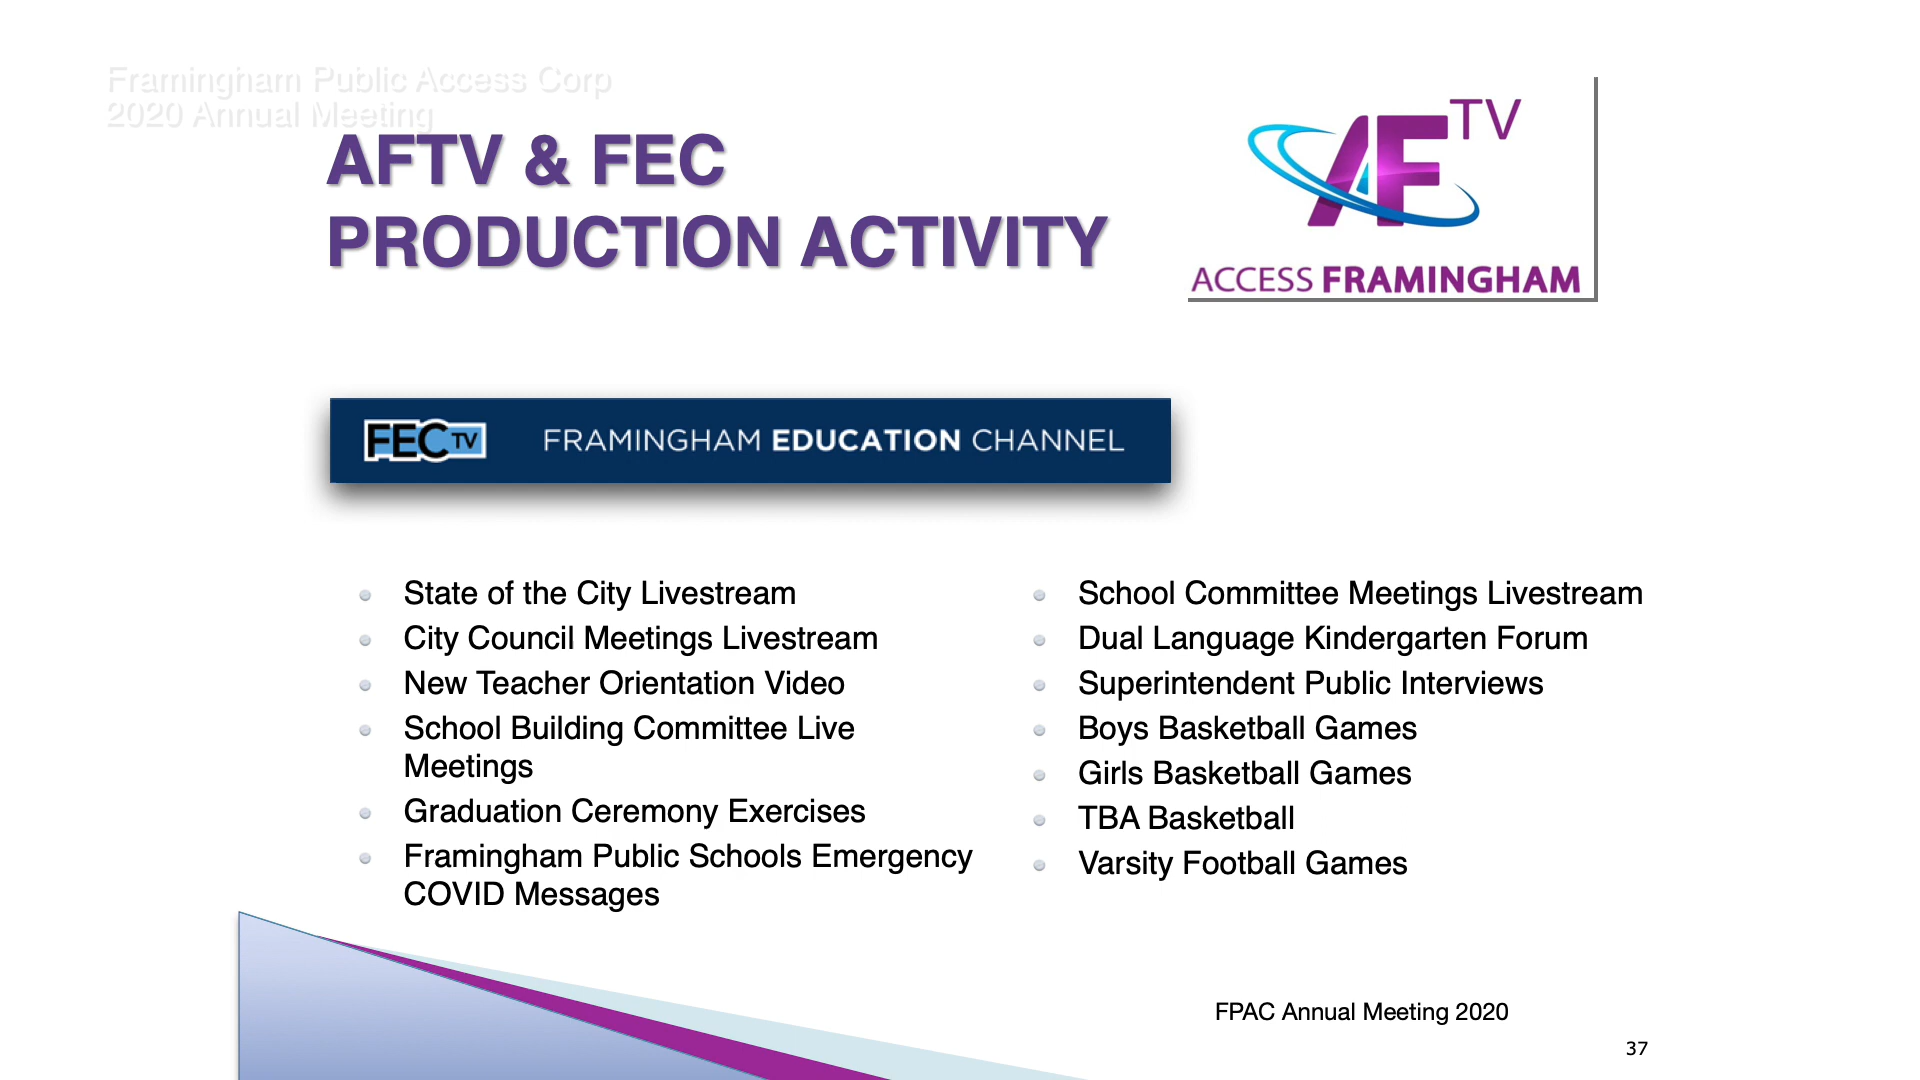 Framingham Public Access Corp
2020 Annual Meeting
AFTV & FEC
PRODUCTION ACTIVITY
AF TV
ACCESS FRAMINGHAM
FEC TV FRAMINGHAM EDUCATION CHANNEL
State of the City Livestream
City Council Meetings Livestream
New Teacher Orientation Video
School Building Committee Live
Meetings
Graduation Ceremony Exercises
Framingham Public Schools Emergency
COVID Messages
School Committee Meetings Livestream
Dual Language Kindergarten Forum
Superintendent Public Interviews
Boys Basketball Games
Girls Basketball Games
TBA Basketball
Varsity Football Games
FPAC Annual Meeting 2020
37